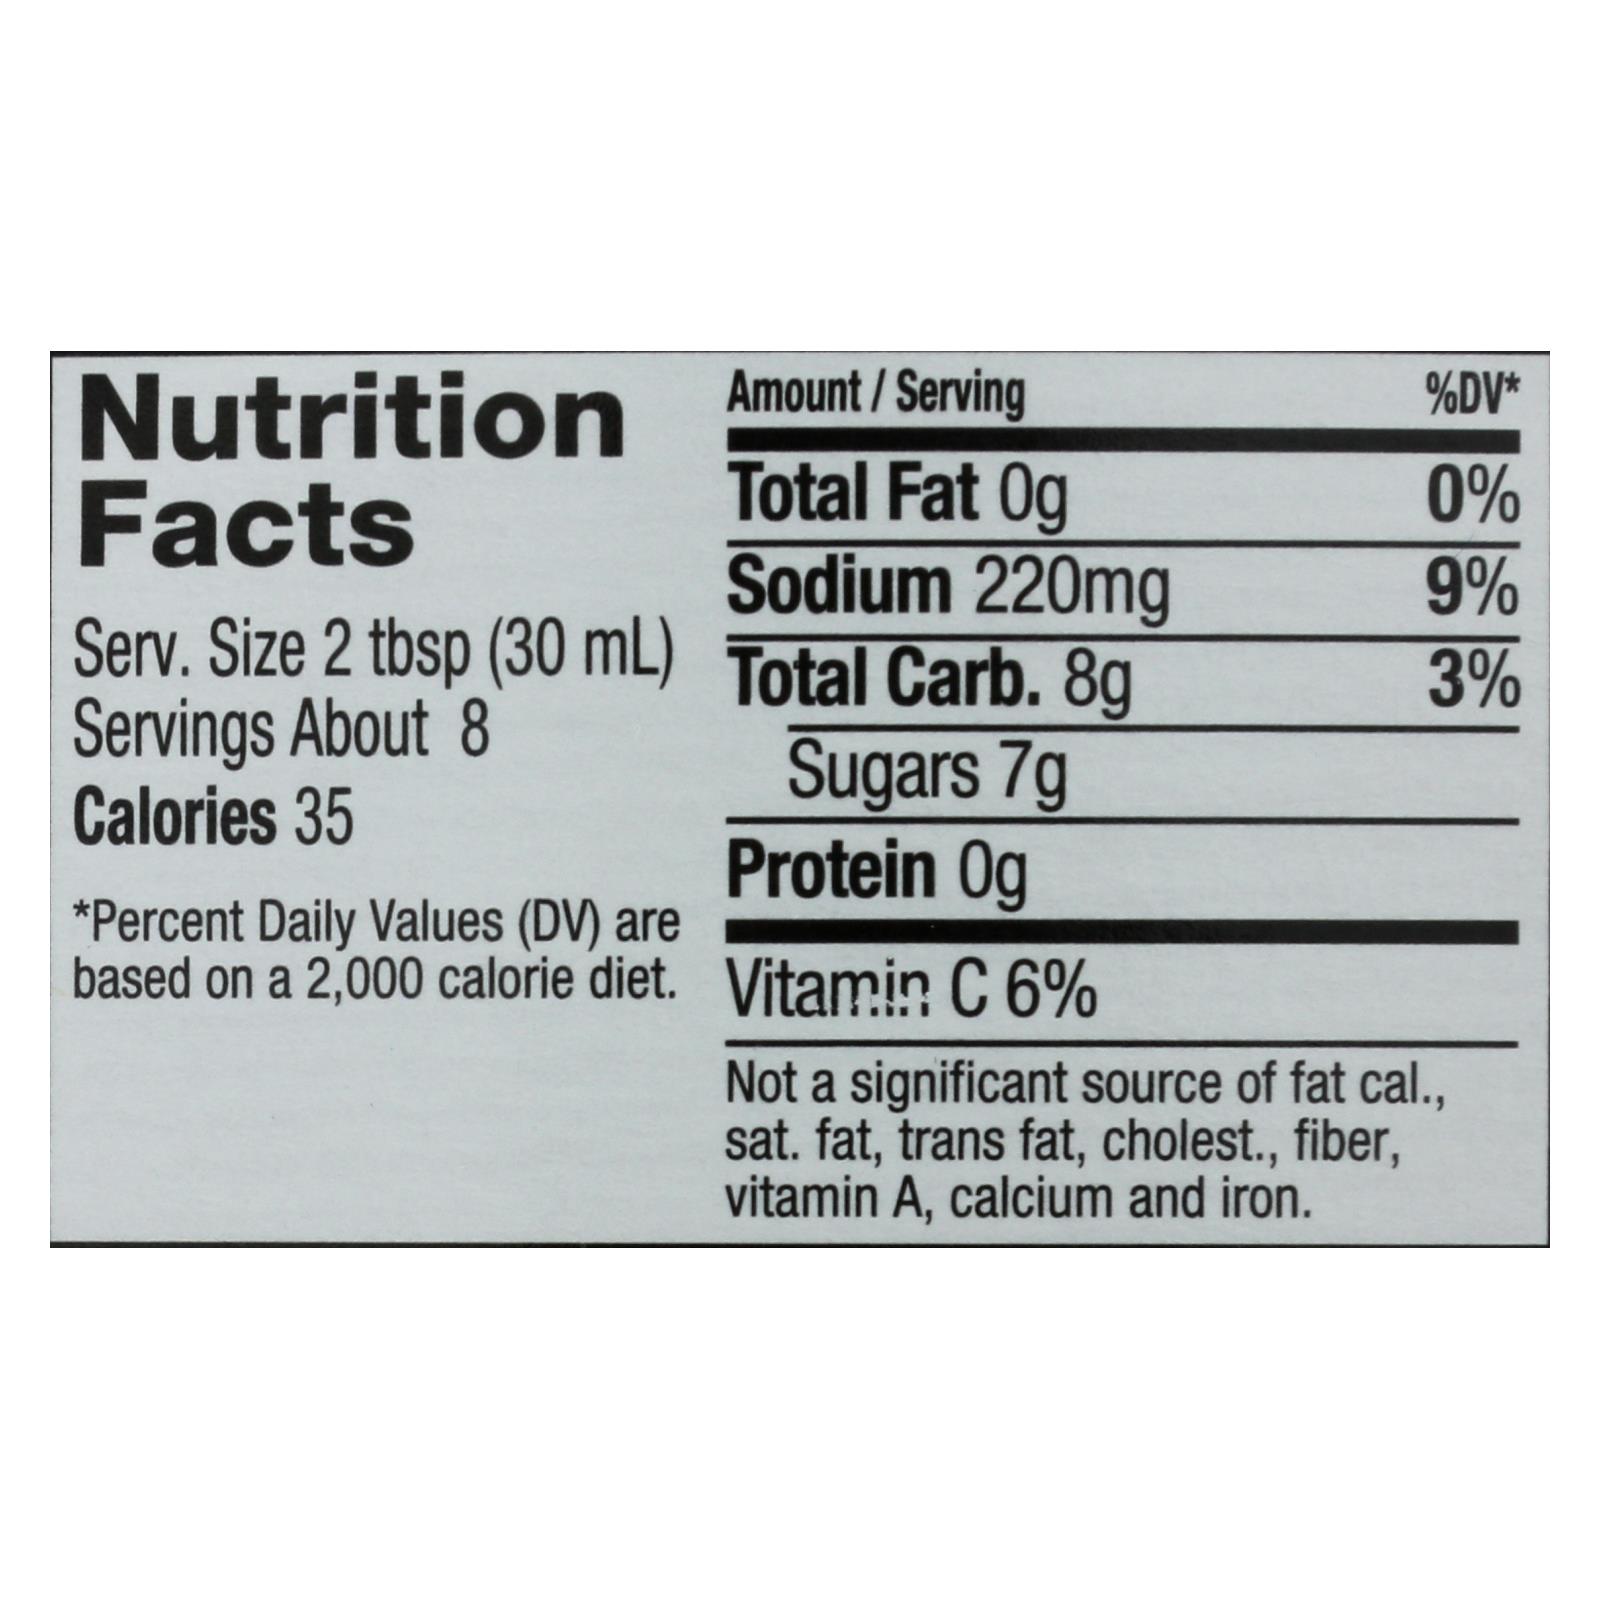 Nutrition
Facts
Serv. Size 2 tbsp (30 mL)
Servings About 8
Calories 35
*Percent Daily Values (DV) are
based on a 2,000 calorie diet.
Amount / Serving %DV*
Total Fat 0g 0%
Sodium 220mg 9%
Total Carb. 8g 3%
Sugars 7g
Protein 0g
Vitamin C 6%
Not a significant source of fat cal.,
sat. fat, trans fat, cholest., fiber,
vitamin A, calcium and iron.